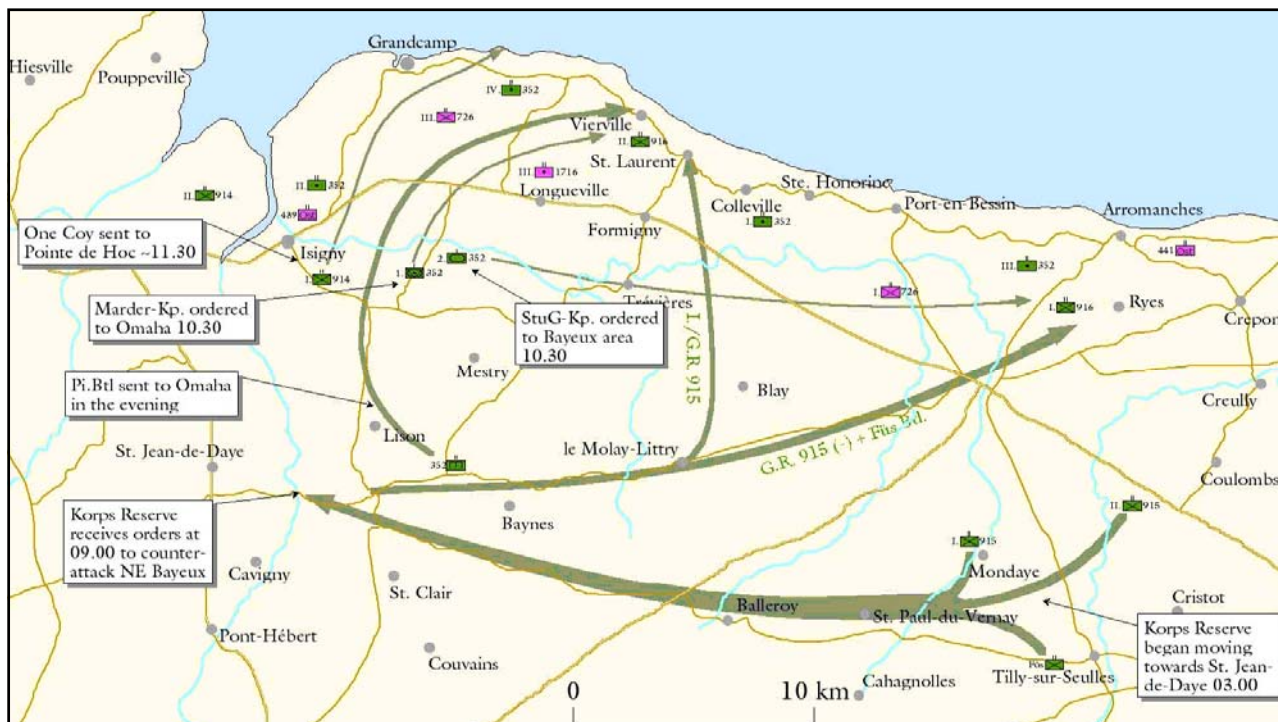 Grandcamp
Hiesville
Pouppeville
IV. 352
III. 726
Vierville
II. 916
St. Laurent
III. 1716
Longueville
II. 914
II. 352
439 Ost
Colleville
Ste. Honorine
I. 352
Port-en-Bessin
Arromanches
441 Ost
One Coy sent to
Pointe de Hoc ~11.30
Isigny
Formigny
I. 914
1. 352
2. 352
III. 352
Trévières
I. 726
I. 916
Ryes
Crepon
Marder-Kp. ordered
to Omaha 10.30
StuG-Kp. ordered
to Bayeux area
10.30
I./G.R. 915
Mestry
Blay
Pi.Btl sent to Omaha
in the evening
Creully
Lison
G.R. 915 (-) + Füs Btl.
St. Jean-de-Daye
352
le Molay-Littry
Coulombs
Korps Reserve
receives orders at
09.00 to counter-
attack NE Bayeux
Baynes
II. 915
I. 915
Mondaye
Cavigny
St. Clair
Balleroy
St. Paul-du-Vernay
Cristot
Pont-Hébert
Korps Reserve
began moving
towards St. Jean-
de-Daye 03.00
Couvains
Füs
Tilly-sur-Seulles
Cahagnolles
0 10 km